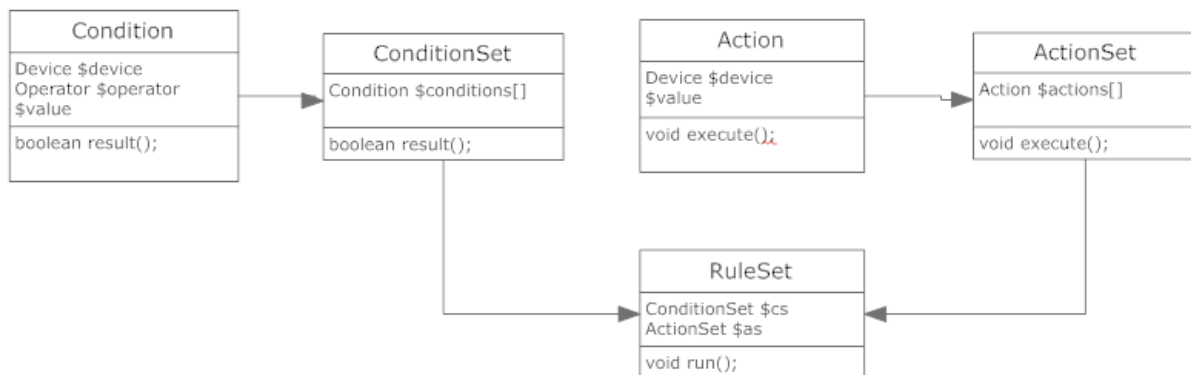 Condition
Device $device
Operator $operator
$value
boolean result();
ConditionSet
Condition $conditions[]
boolean result();
Action
Device $device
$value
void execute();
ActionSet
Action $actions[]
void execute();
RuleSet
ConditionSet $cs
ActionSet $as
void run();